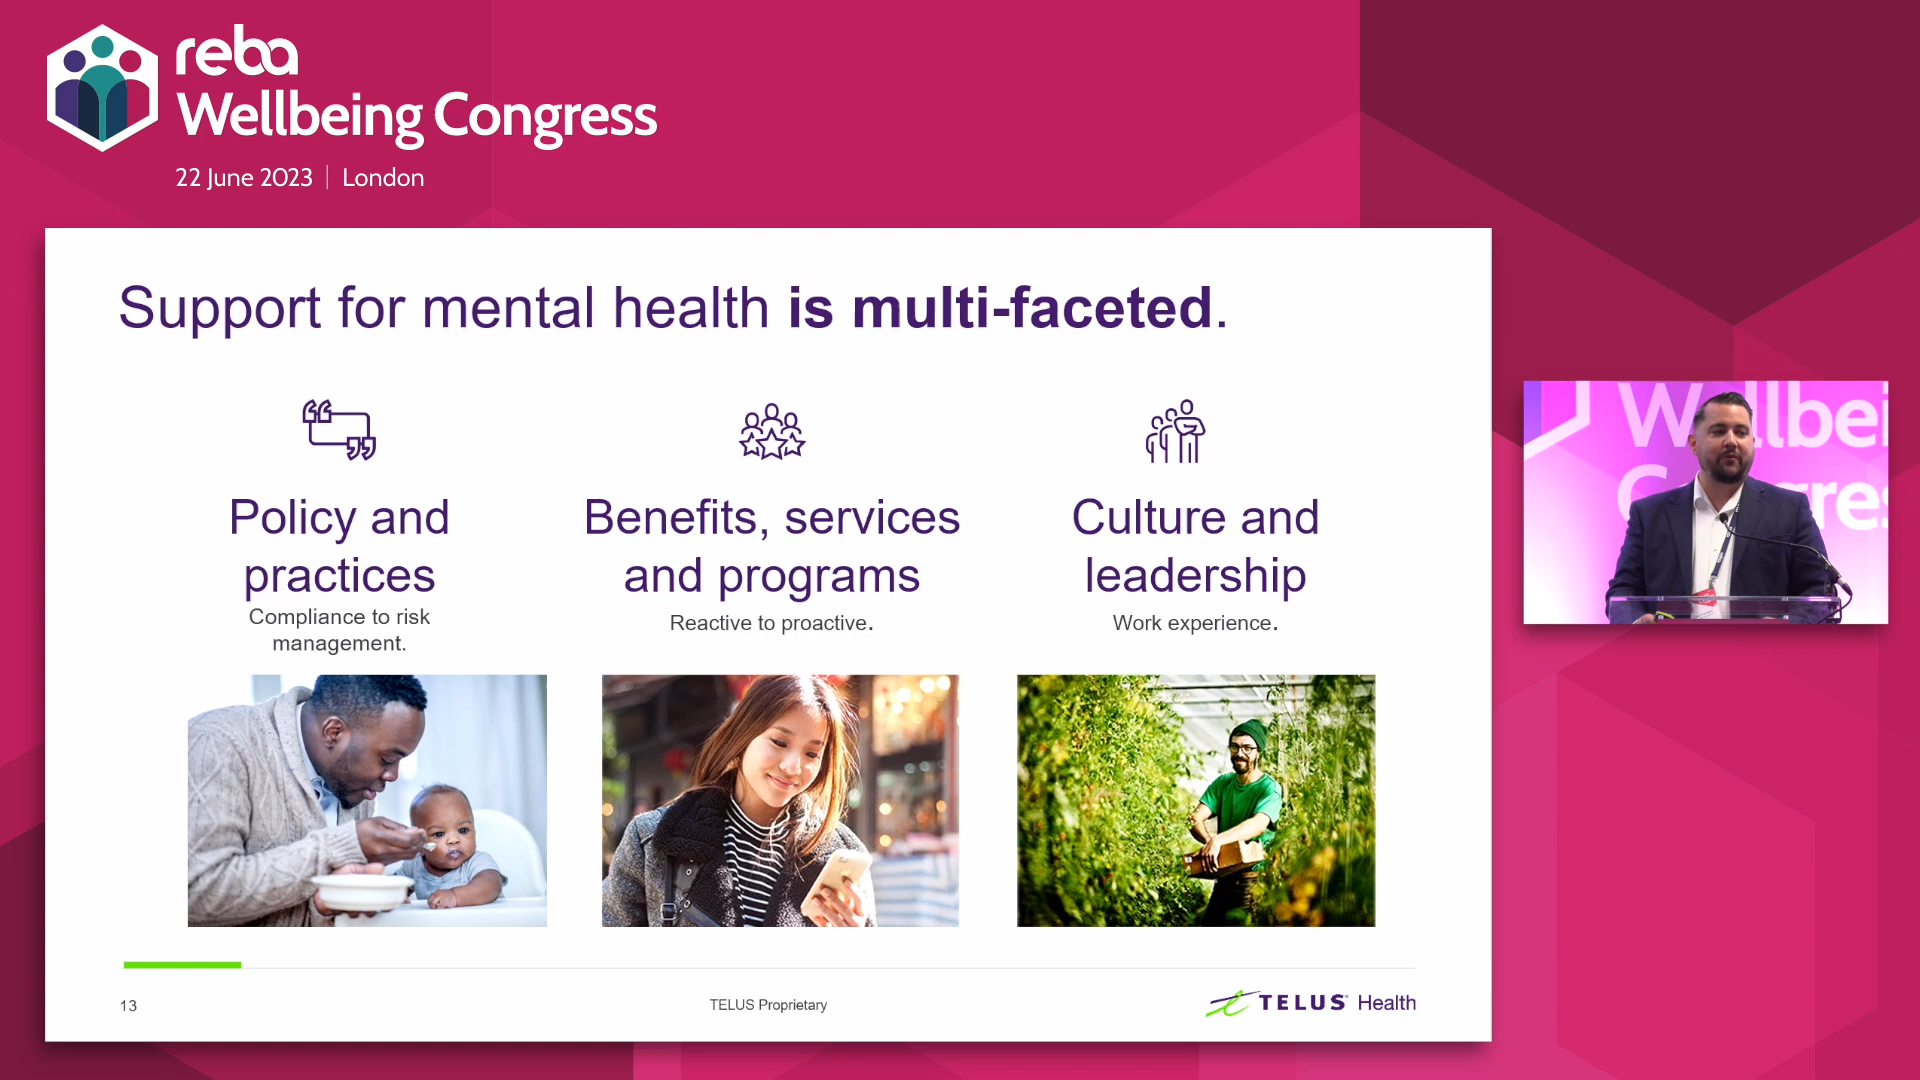 reba
Wellbeing Congress
22 June 2023 | London
Support for mental health is multi-faceted.
Policy and
practices
Compliance to risk
management.
Benefits, services
and programs
Reactive to proactive.
Culture and
leadership
Work experience.
Wellbei
Congres
13
TELUS Proprietary
TELUS Health